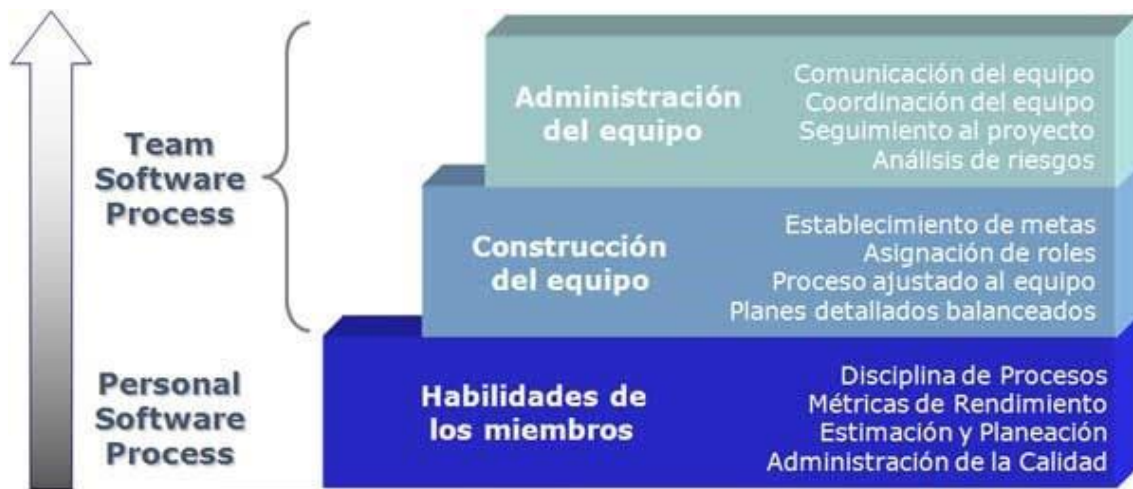 Team
Software
Process
Administración
del equipo
Comunicación del equipo
Coordinación del equipo
Seguimiento al proyecto
Análisis de riesgos
Construcción
del equipo
Establecimiento de metas
Asignación de roles
Proceso ajustado al equipo
Planes detallados balanceados
Personal
Software
Process
Habilidades de
los miembros
Disciplina de Procesos
Métricas de Rendimiento
Estimación y Planeación
Administración de la Calidad